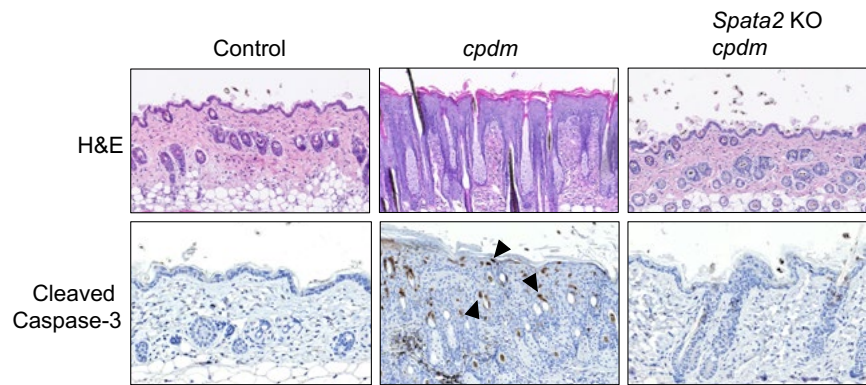 Control
cpdm
Spata2 KO
cpdm
H&E
Cleaved
Caspase-3